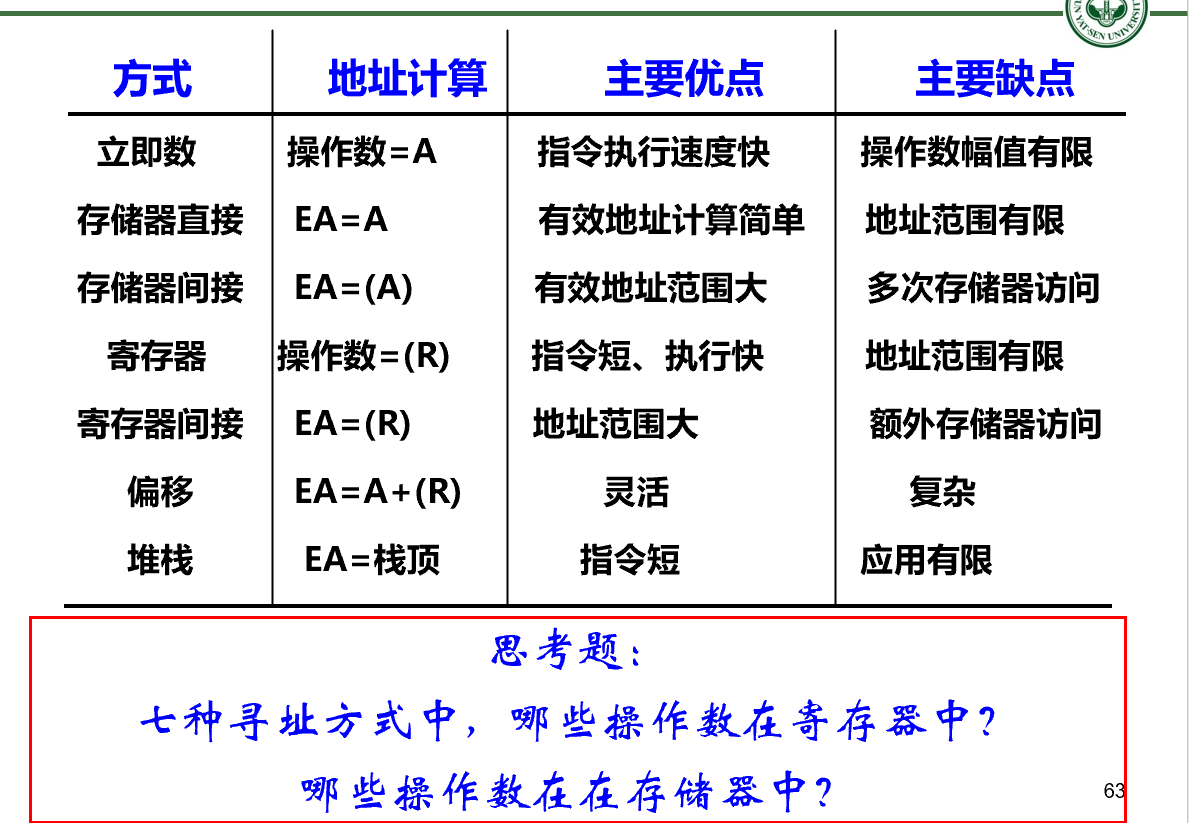 UN YAT-SEN UNIVERSITY
方式 地址计算 主要优点 主要缺点
立即数 操作数=A 指令执行速度快 操作数幅值有限
存储器直接 EA=A 有效地址计算简单 地址范围有限
存储器间接 EA=(A) 有效地址范围大 多次存储器访问
寄存器 操作数=(R) 指令短、执行快 地址范围有限
寄存器间接 EA=(R) 地址范围大 额外存储器访问
偏移 EA=A+(R) 灵活 复杂
堆栈 EA=栈顶 指令短 应用有限
思考题:
七种寻址方式中,哪些操作数在寄存器中?
哪些操作数在在存储器中?
63